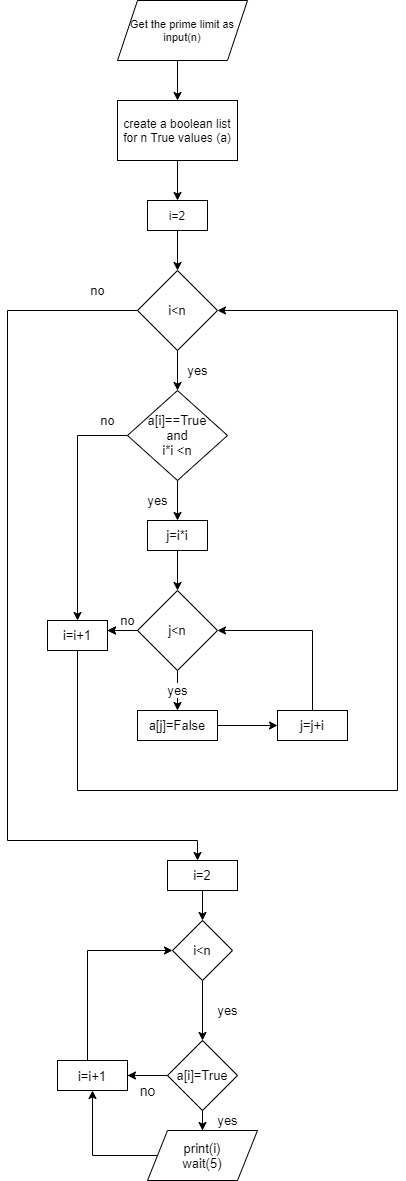 Get the prime limit as
input(n)
create a boolean list
for n True values (a)
i=2
no
i<n
yes
no
a[i]==True
and
i*i <n
yes
j=i*i
i=i+1
no
j<n
yes
a[j]=False
j=j+i
i=2
i<n
yes
i=i+1
no
a[i]=True
yes
print(i)
wait(5)